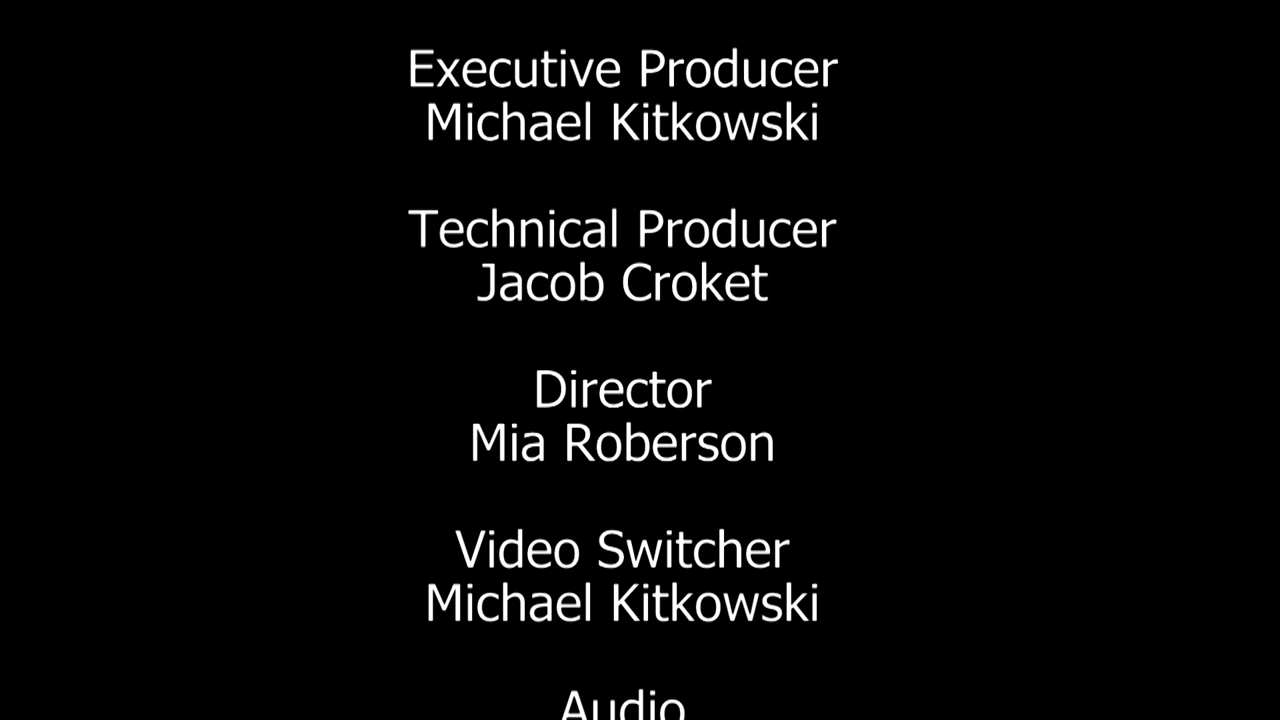 Executive Producer
Michael Kitkowski
Technical Producer
Jacob Croket
Director
Mia Roberson
Video Switcher
Michael Kitkowski
Audio